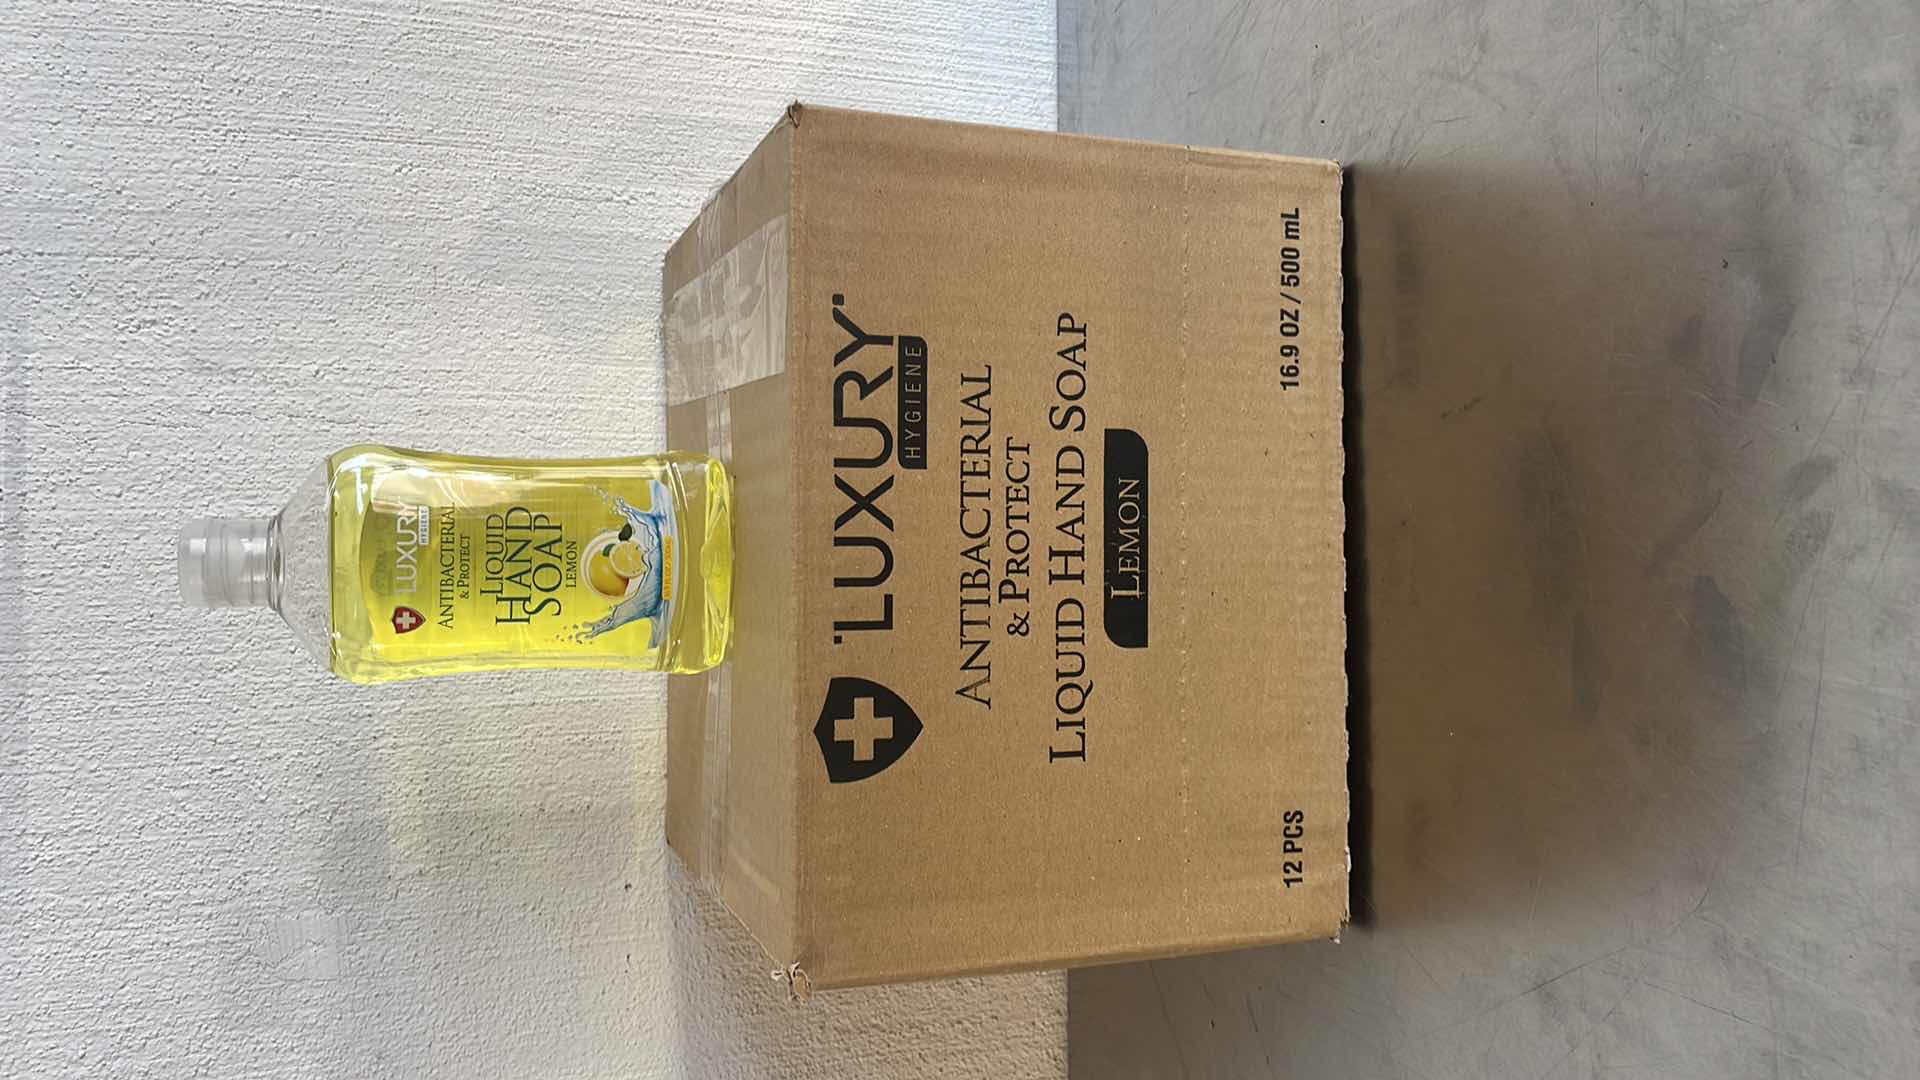 LUXURY
HYGIENE
ANTIBACTERIAL
& PROTECT
LIQUID
HAND
SOAP
LEMON
LUXURY
HYGIENE
ANTIBACTERIAL
& PROTECT
LIQUID HAND SOAP
LEMON
12 PCS
16.9 OZ / 500 mL